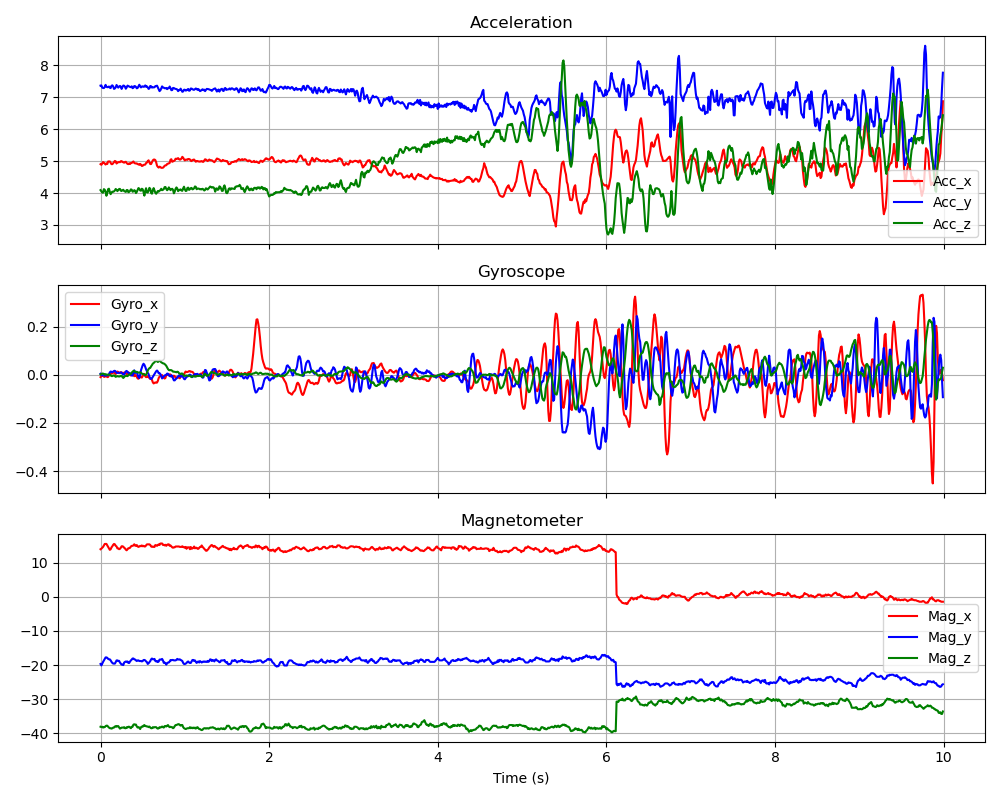 Acceleration
8
7
6
5
4
3
Acc_x
Acc_y
Acc_z
Gyroscope
Gyro_x
Gyro_y
Gyro_z
0.2
0.0
−0.2
−0.4
Magnetometer
10
0
−10
−20
−30
−40
Mag_x
Mag_y
Mag_z
0 2 4 6 8 10
Time (s)